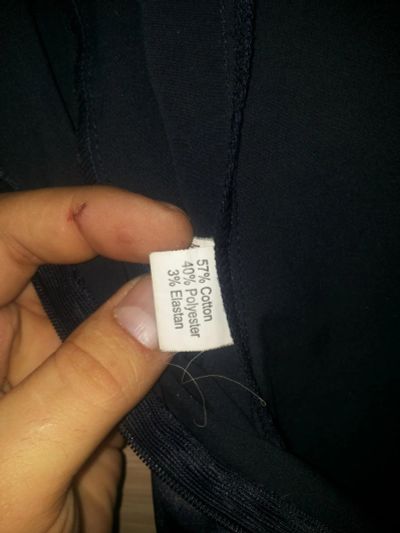 57% Cotton
40% Polyester
3% Elastan